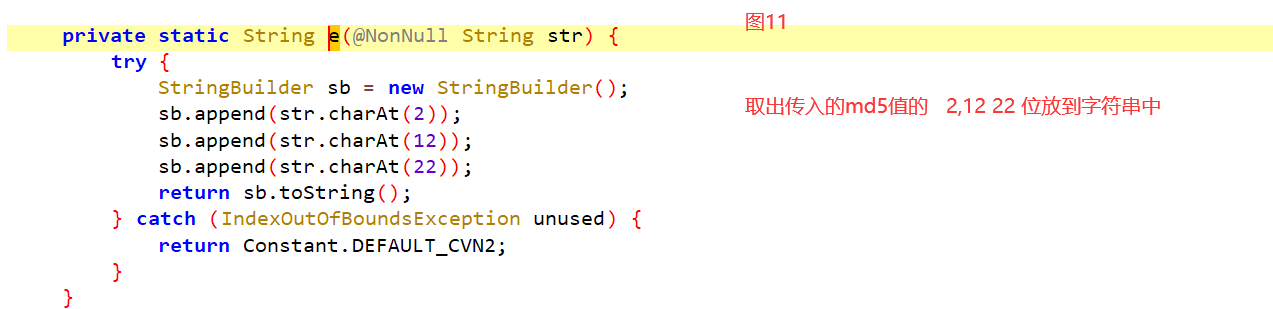 图11
private static String e(@NonNull String str) {
try {
StringBuilder sb = new StringBuilder();
sb.append(str.charAt(2));
取出传入的md5值的 2,12 22 位放到字符串中
sb.append(str.charAt(12));
sb.append(str.charAt(22));
return sb.toString();
} catch (IndexOutOfBoundsException unused) {
return Constant.DEFAULT_CVN2;
}
}